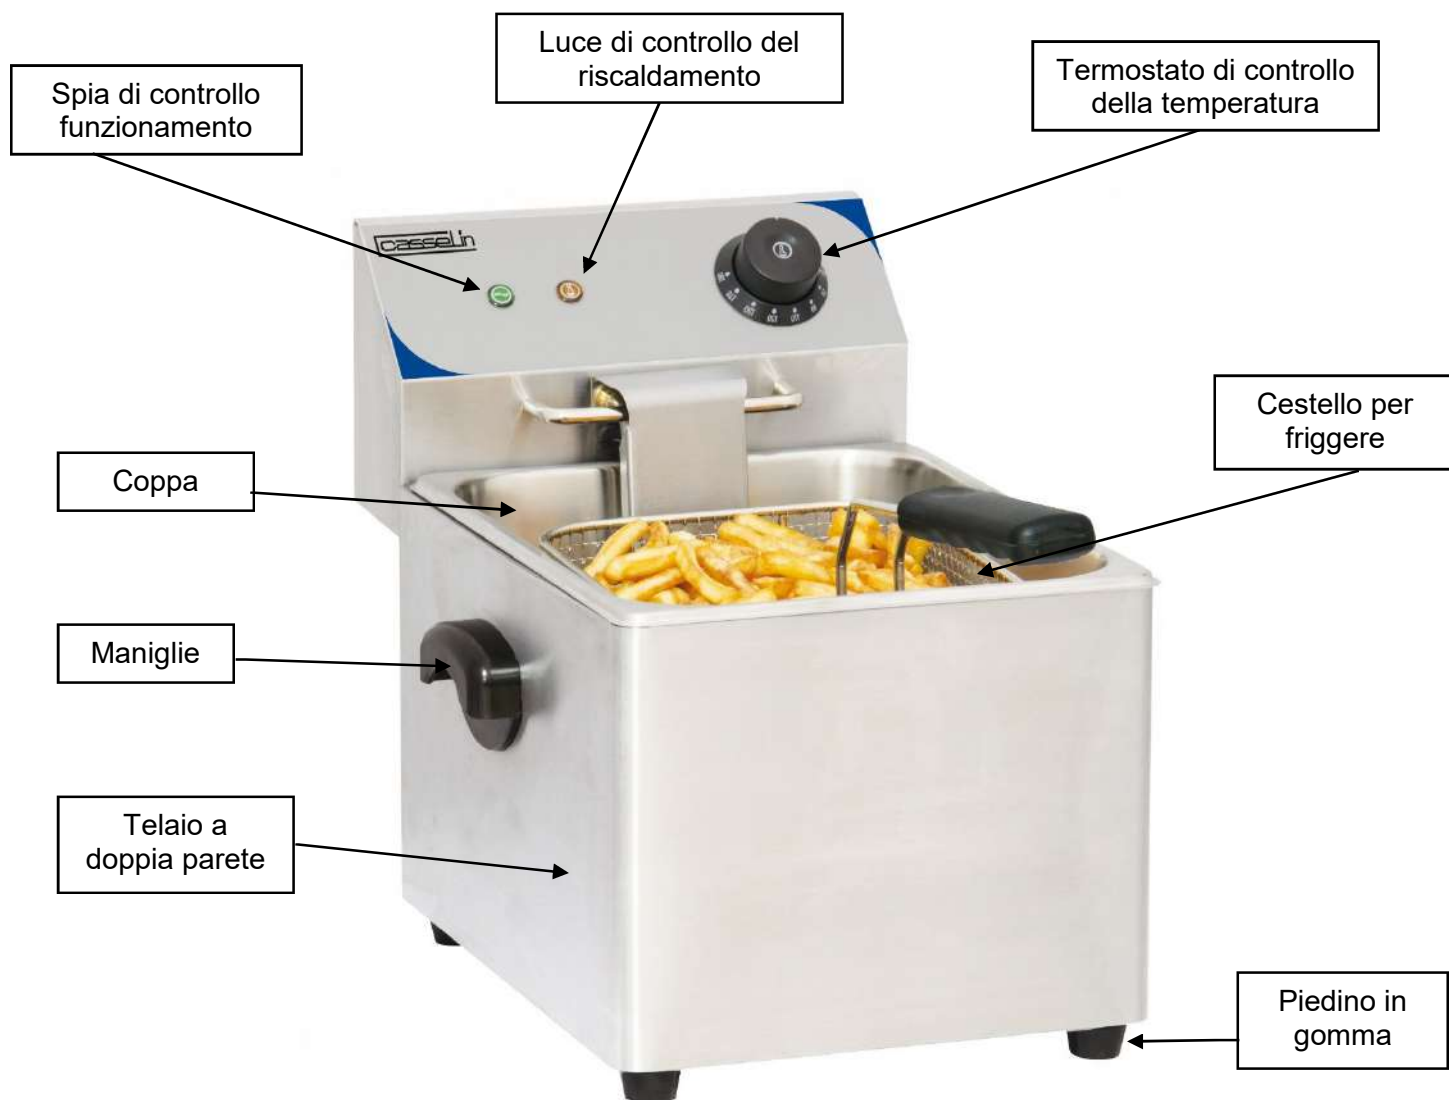 Luce di controllo del
riscaldamento
Termostato di controllo
della temperatura
Spia di controllo
funzionamento
casselin
Cestello per
friggere
Coppa
Maniglie
Telaio a
doppia parete
Piedino in
gomma